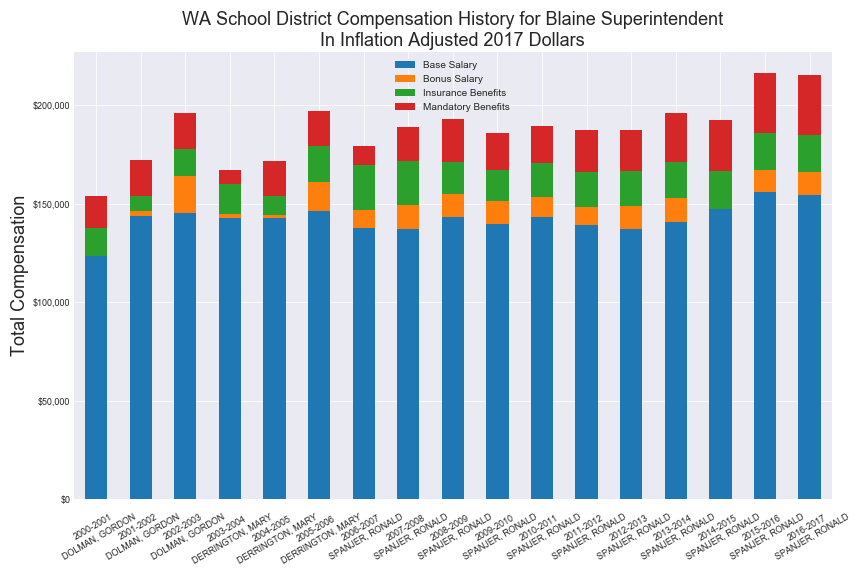 WA School District Compensation History for Blaine Superintendent
In Inflation Adjusted 2017 Dollars
Base Salary
Bonus Salary
Insurance Benefits
Mandatory Benefits
Total Compensation
$200,000
$150,000
$100,000
$50,000
$0
2000-2001
DOLMAN, GORDON
2001-2002
DOLMAN, GORDON
2002-2003
DOLMAN, GORDON
2003-2004
DERRINGTON, MARY
2004-2005
DERRINGTON, MARY
2005-2006
DERRINGTON, MARY
2006-2007
SPANJER, RONALD
2007-2008
SPANJER, RONALD
2008-2009
SPANJER, RONALD
2009-2010
SPANJER, RONALD
2010-2011
SPANJER, RONALD
2011-2012
SPANJER, RONALD
2012-2013
SPANJER, RONALD
2013-2014
SPANJER, RONALD
2014-2015
SPANJER, RONALD
2015-2016
SPANJER, RONALD
2016-2017
SPANJER, RONALD